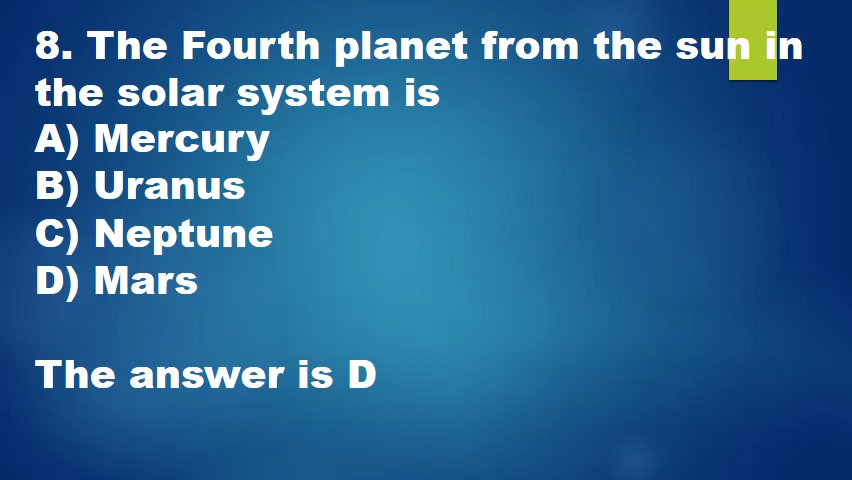 8. The Fourth planet from the sun in
the solar system is
A) Mercury
B) Uranus
C) Neptune
D) Mars
The answer is D